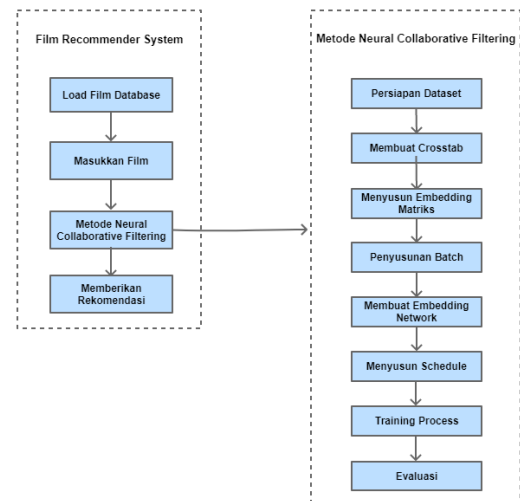 Film Recommender System
Load Film Database
Masukkan Film
Metode Neural
Collaborative Filtering
Memberikan
Rekomendasi
Metode Neural Collaborative Filtering
Persiapan Dataset
Membuat Crosstab
Menyusun Embedding
Matriks
Penyusunan Batch
Membuat Embedding
Network
Menyusun Schedule
Training Process
Evaluasi